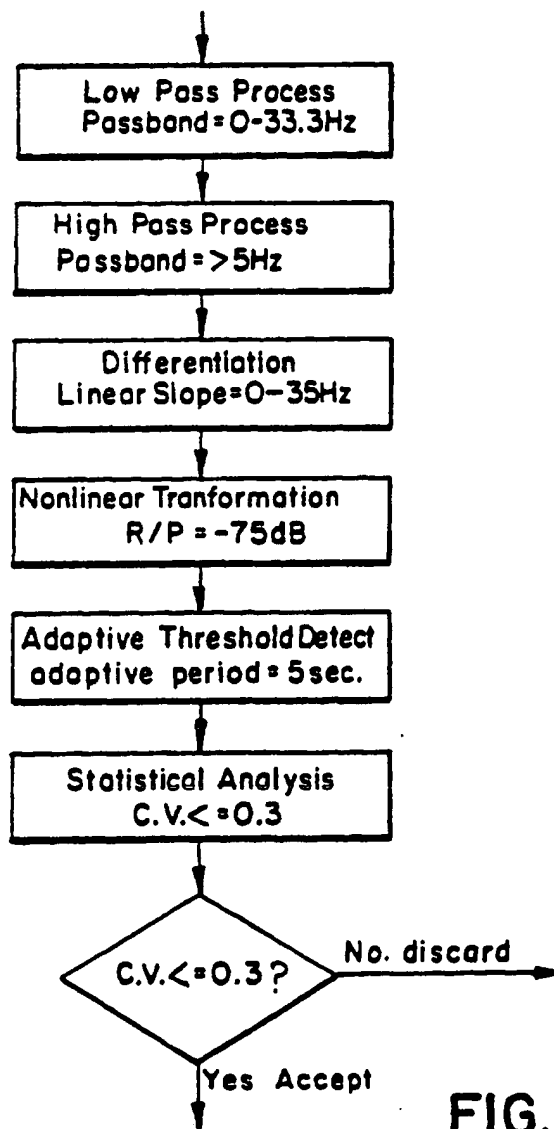 Low Pass Process
Passband=0-33.3Hz
High Pass Process
Passband=>5Hz
Differentiation
Linear Slope=0-35Hz
Nonlinear Tranformation
R/P=-75dB
Adaptive Threshold Detect
adaptive period=5sec.
Statistical Analysis
C.V.<=0.3
C.V.<=0.3?
No. discard
Yes Accept
FIG.